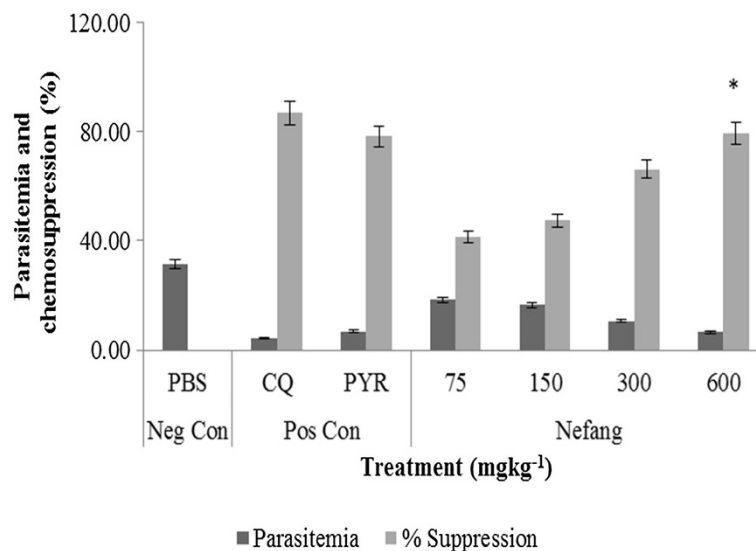 120.00
80.00
40.00
0.00
Parasitemia and
chemosuppression (%)
*
PBS CQ PYR 75 150 300 600
Neg Con Pos Con Nefang
Treatment (mgkg⁻¹)
Parasitemia % Suppression